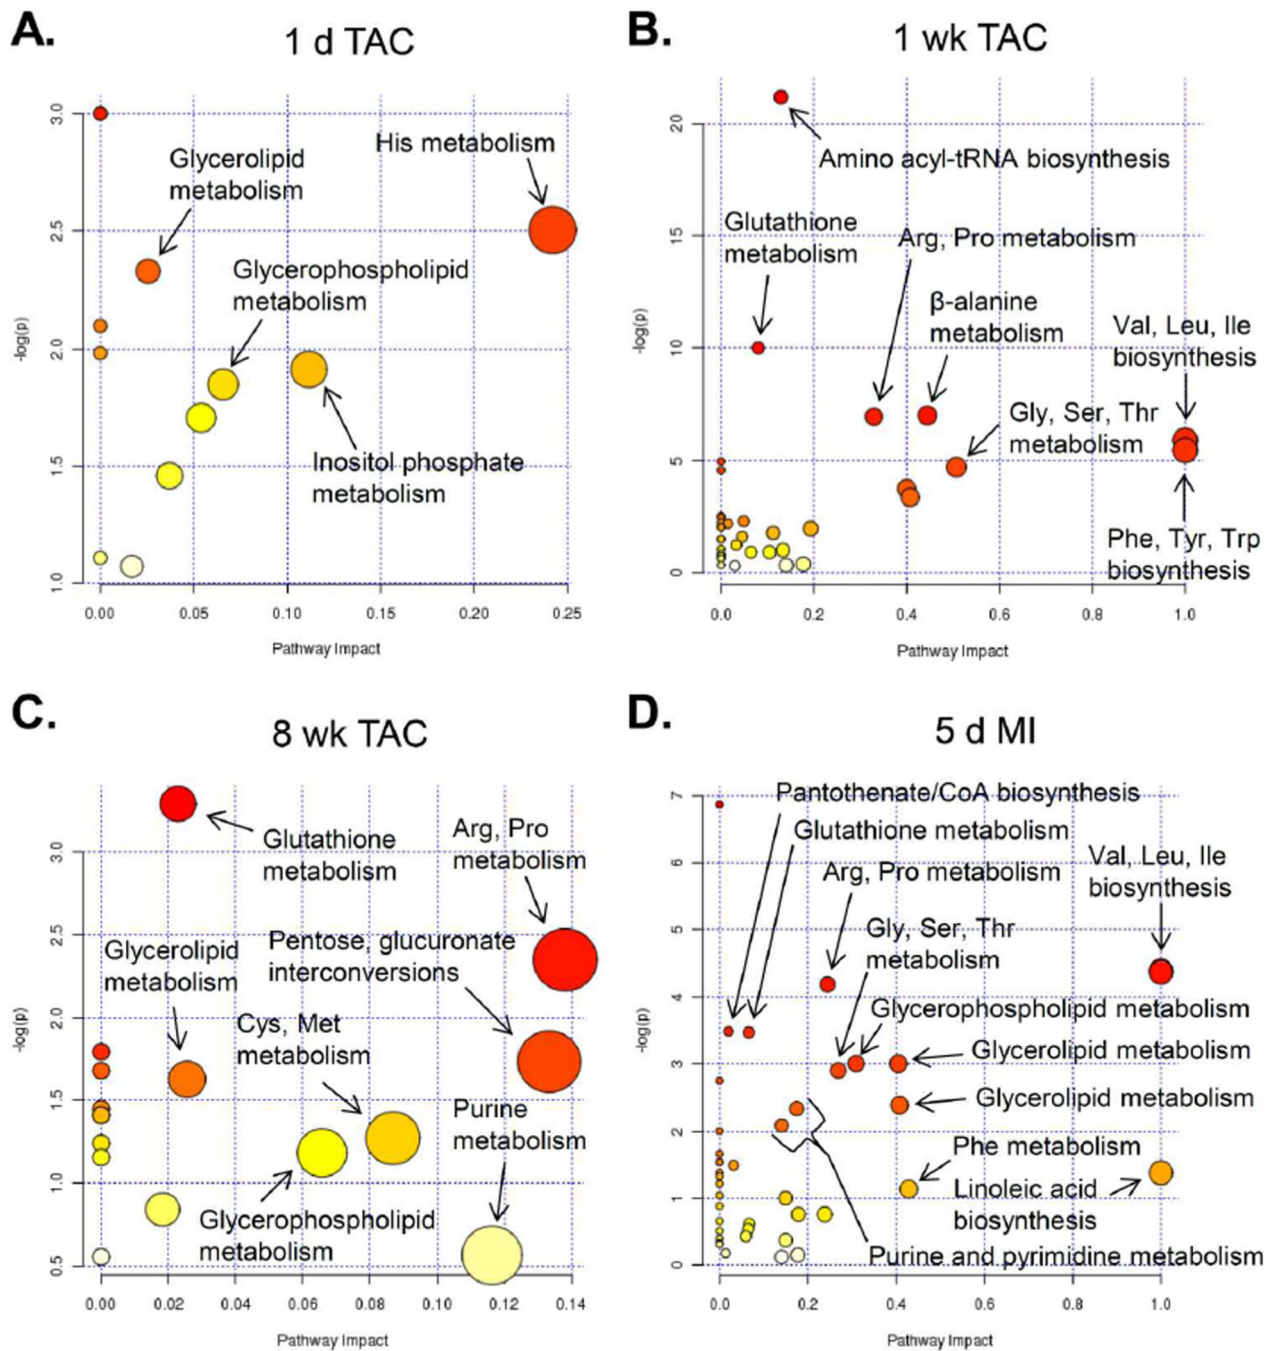 A.
1 d TAC
3.0
2.5
2.0
1.5
1.0
-log(p)
Glycerolipid
metabolism
His metabolism
Glycerophospholipid
metabolism
Inositol phosphate
metabolism
0.00
0.05
0.10
0.15
0.20
0.25
Pathway Impact
B.
1 wk TAC
20
15
10
5
0
-log(p)
Amino acyl-tRNA biosynthesis
Glutathione
metabolism
Arg, Pro metabolism
β-alanine
metabolism
Val, Leu, Ile
biosynthesis
Gly, Ser, Thr
metabolism
Phe, Tyr, Trp
biosynthesis
0.0
0.2
0.4
0.6
0.8
1.0
Pathway Impact
C.
8 wk TAC
3.0
2.5
2.0
1.5
1.0
0.5
-log(p)
Glutathione
metabolism
Arg, Pro
metabolism
Glycerolipid
metabolism
Pentose, glucuronate
interconversions
Cys, Met
metabolism
Purine
metabolism
Glycerophospholipid
metabolism
0.00
0.02
0.04
0.06
0.08
0.10
0.12
0.14
Pathway Impact
D.
5 d MI
7
6
5
4
3
2
1
0
-log(p)
Pantothenate/CoA biosynthesis
Glutathione metabolism
Arg, Pro metabolism
Val, Leu, Ile
biosynthesis
Gly, Ser, Thr
metabolism
Glycerophospholipid metabolism
Glycerolipid metabolism
Glycerolipid metabolism
Phe metabolism
Linoleic acid
biosynthesis
Purine and pyrimidine metabolism
0.0
0.2
0.4
0.6
0.8
1.0
Pathway Impact